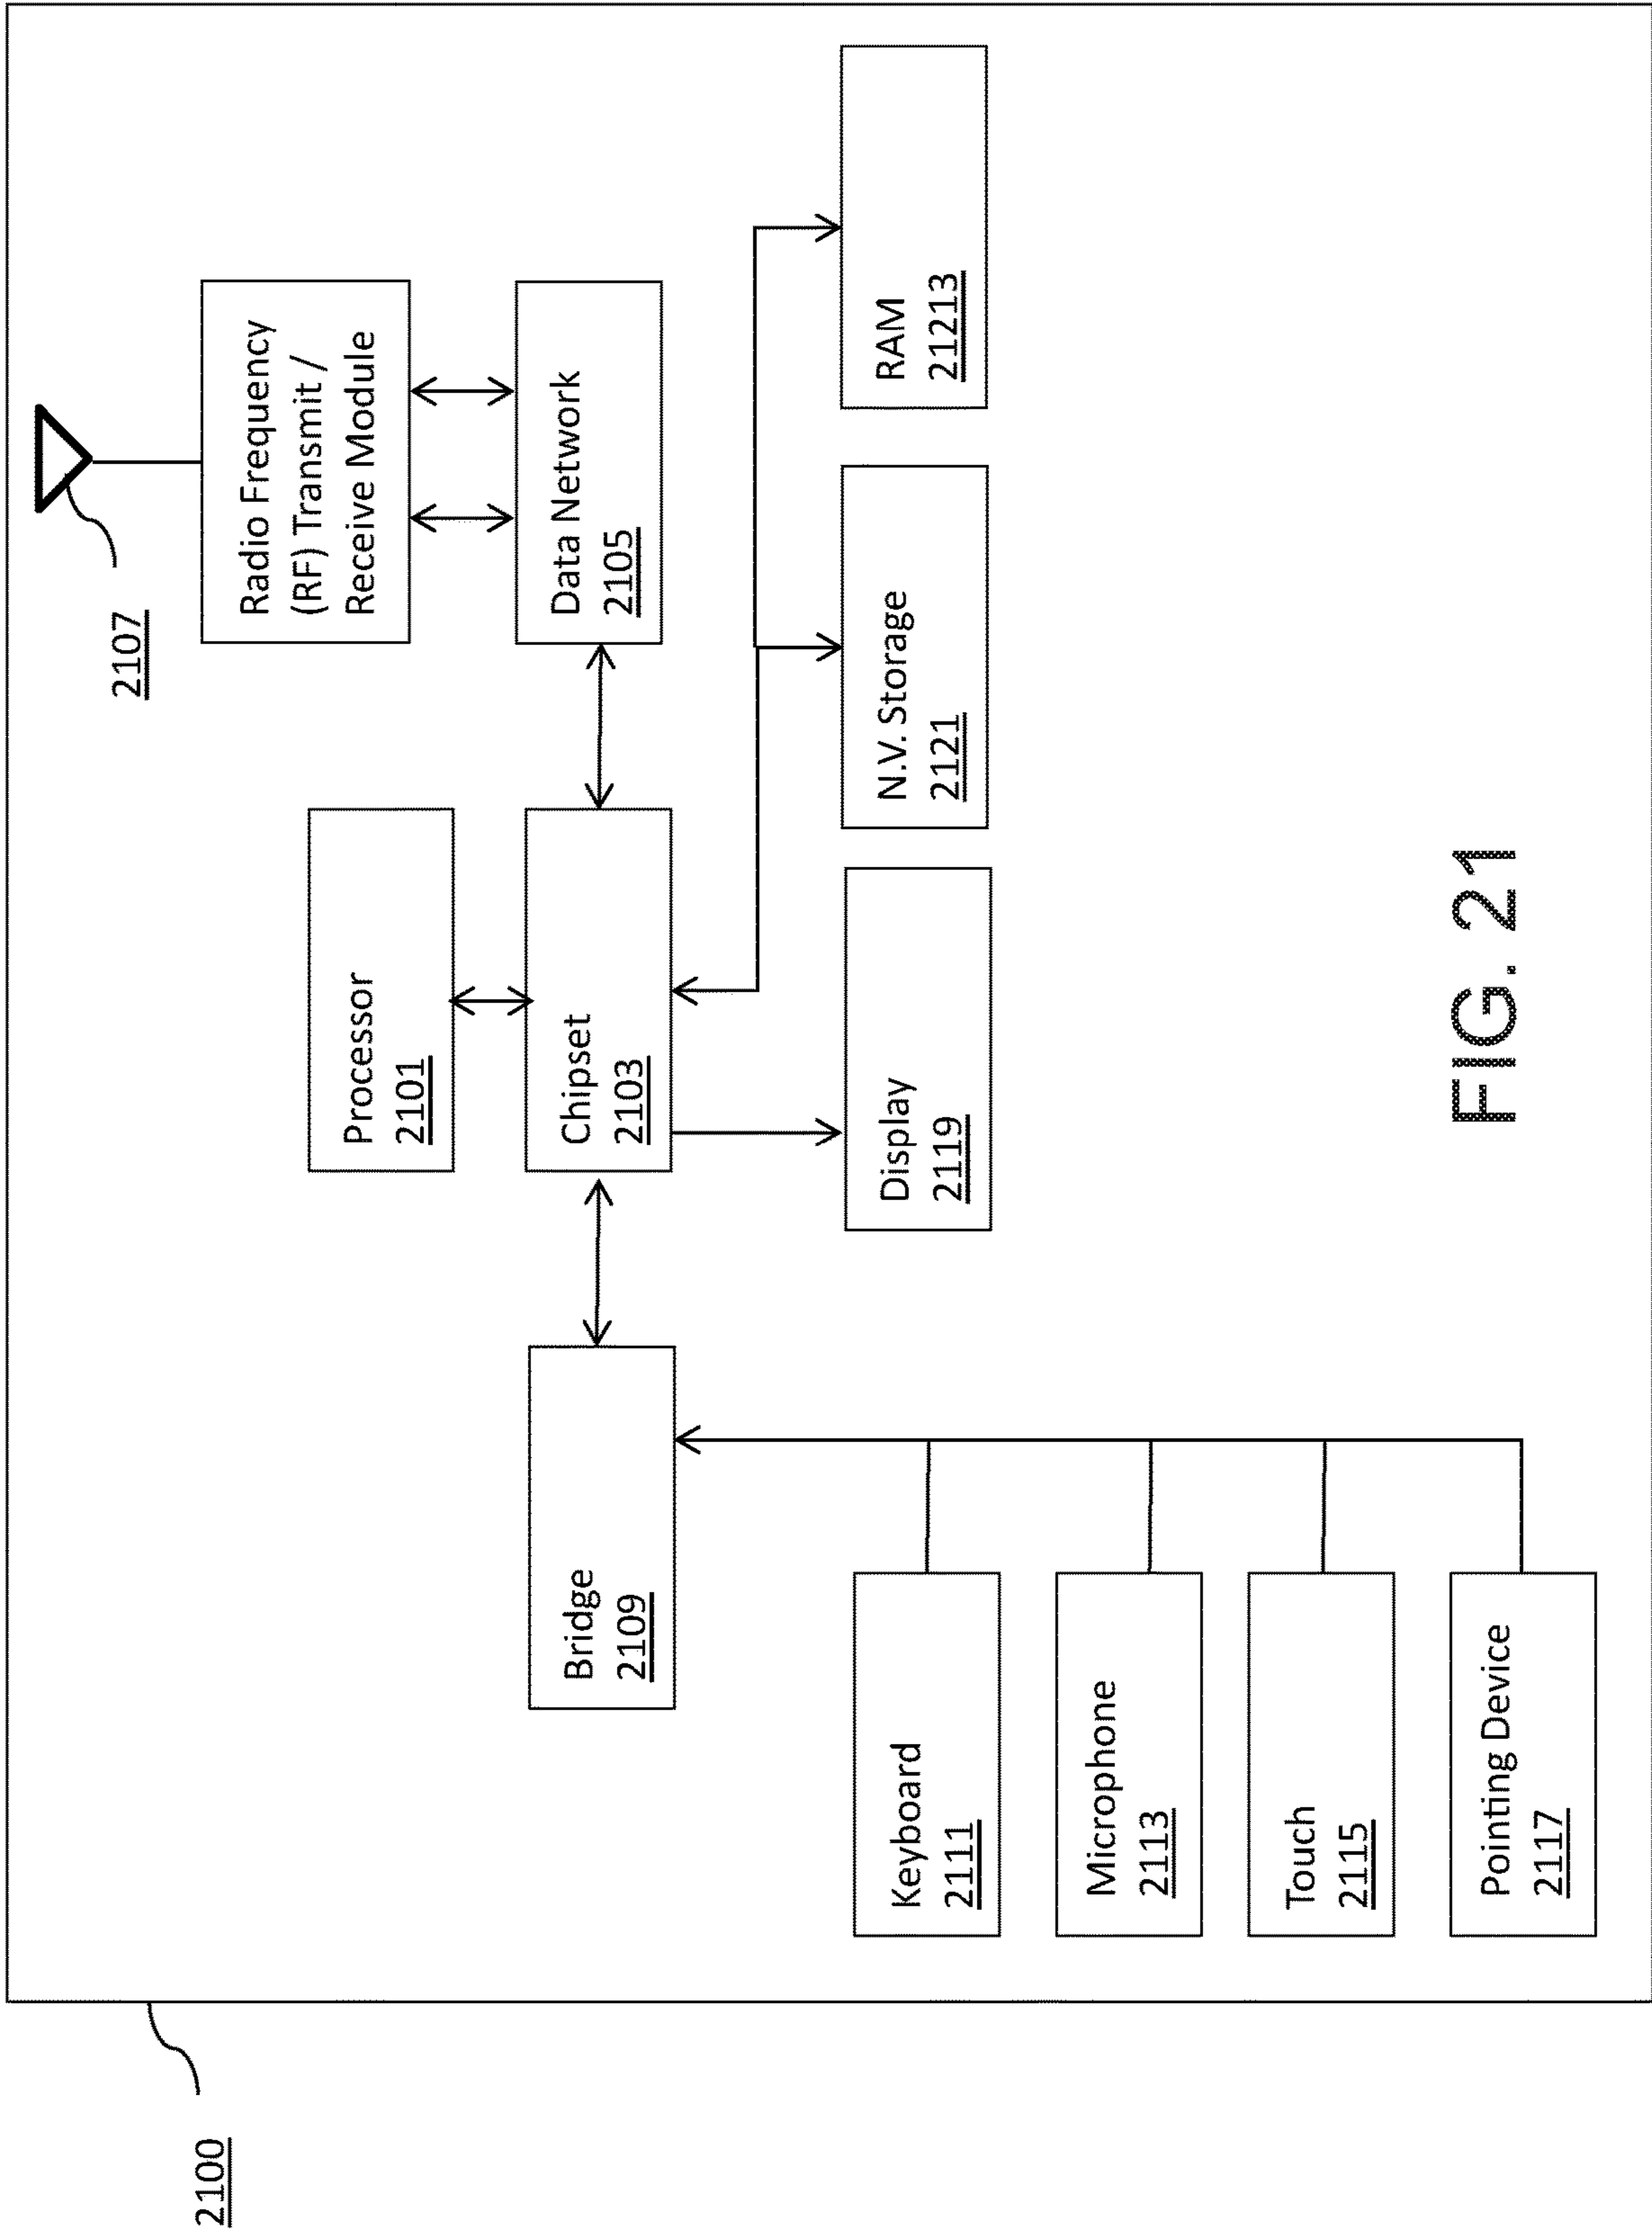 2100
2107
Radio Frequency
(RF) Transmit /
Receive Module
Processor
2101
Data Network
2105
Bridge
2109
Chipset
2103
Keyboard
2111
Display
2119
N.V. Storage
2121
RAM
21213
Microphone
2113
Touch
2115
Pointing Device
2117
FIG. 21